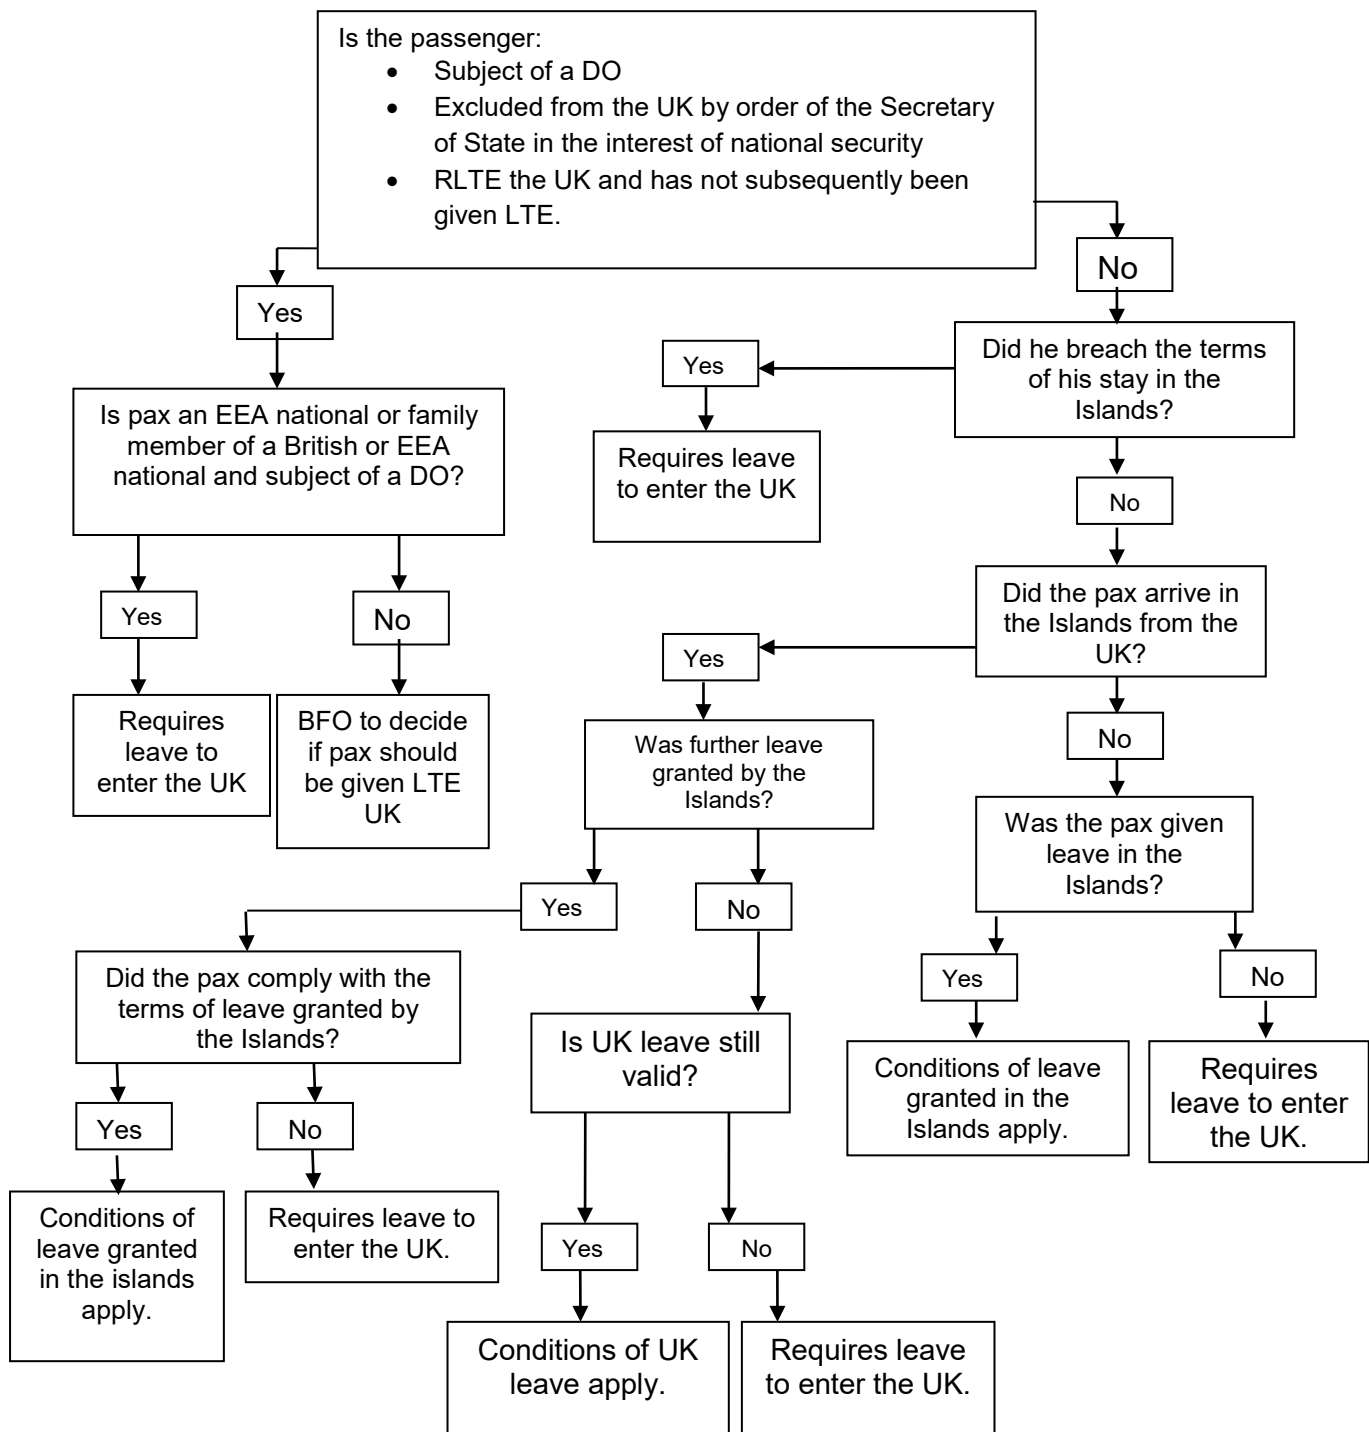 Is the passenger:
• Subject of a DO
• Excluded from the UK by order of the Secretary
of State in the interest of national security
• RLTE the UK and has not subsequently been
given LTE.
No
Yes
Did he breach the terms
of his stay in the
Islands?
Yes
Is pax an EEA national or family
member of a British or EEA
national and subject of a DO?
Requires leave
to enter the UK
No
Did the pax arrive in
the Islands from the
UK?
Yes
No
Yes
Requires
leave to
enter the UK
BFO to decide
if pax should
be given LTE
UK
Was further leave
granted by the
Islands?
No
Was the pax given
leave in the
Islands?
Yes
No
Yes
No
Did the pax comply with the
terms of leave granted by
the Islands?
Is UK leave still
valid?
Conditions of leave
granted in the
Islands apply.
Requires
leave to enter
the UK.
Yes
No
Conditions of
leave granted
in the islands
apply.
Requires leave to
enter the UK.
Yes
No
Conditions of UK
leave apply.
Requires leave
to enter the UK.